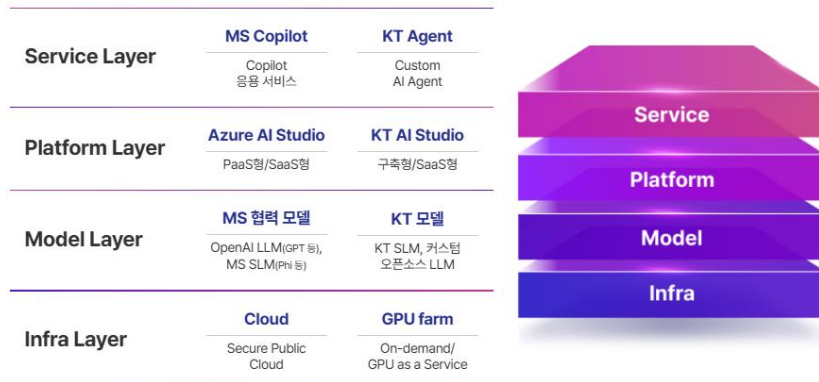 Service Layer
MS Copilot
Copilot
응용 서비스
KT Agent
Custom
AI Agent
Platform Layer
Azure AI Studio
PaaS형/SaaS형
KT AI Studio
구축형/SaaS형
Model Layer
MS 협력 모델
OpenAI LLM(GPT 등),
MS SLM(Phi 등)
KT 모델
KT SLM, 커스텀
오픈소스 LLM
Infra Layer
Cloud
Secure Public
Cloud
GPU farm
On-demand/
GPU as a Service
Service
Platform
Model
Infra